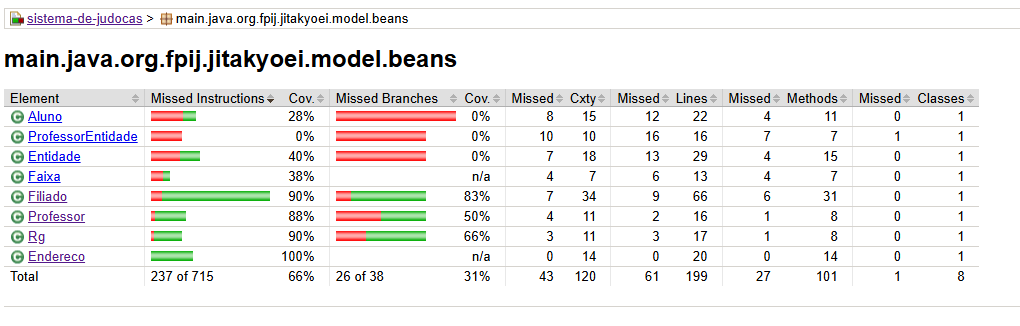 sistema-de-judocas > main.java.org.fpij.jitakyoei.model.beans
main.java.org.fpij.jitakyoei.model.beans
Element Missed Instructions Cov. Missed Branches Cov. Missed Cxty Missed Lines Missed Methods Missed Classes
Aluno 28% 0% 8 15 12 22 4 11 0 1
ProfessorEntidade 0% 0% 10 10 16 16 7 7 1 1
Entidade 40% 0% 7 18 13 29 4 15 0 1
Faixa 38% n/a 4 7 6 13 4 7 0 1
Filiado 90% 83% 7 34 9 66 6 31 0 1
Professor 88% 50% 4 11 2 16 1 8 0 1
Rg 90% 66% 3 11 3 17 1 8 0 1
Endereco 100% n/a 0 14 0 20 0 14 0 1
Total 237 of 715 66% 26 of 38 31% 43 120 61 199 27 101 1 8